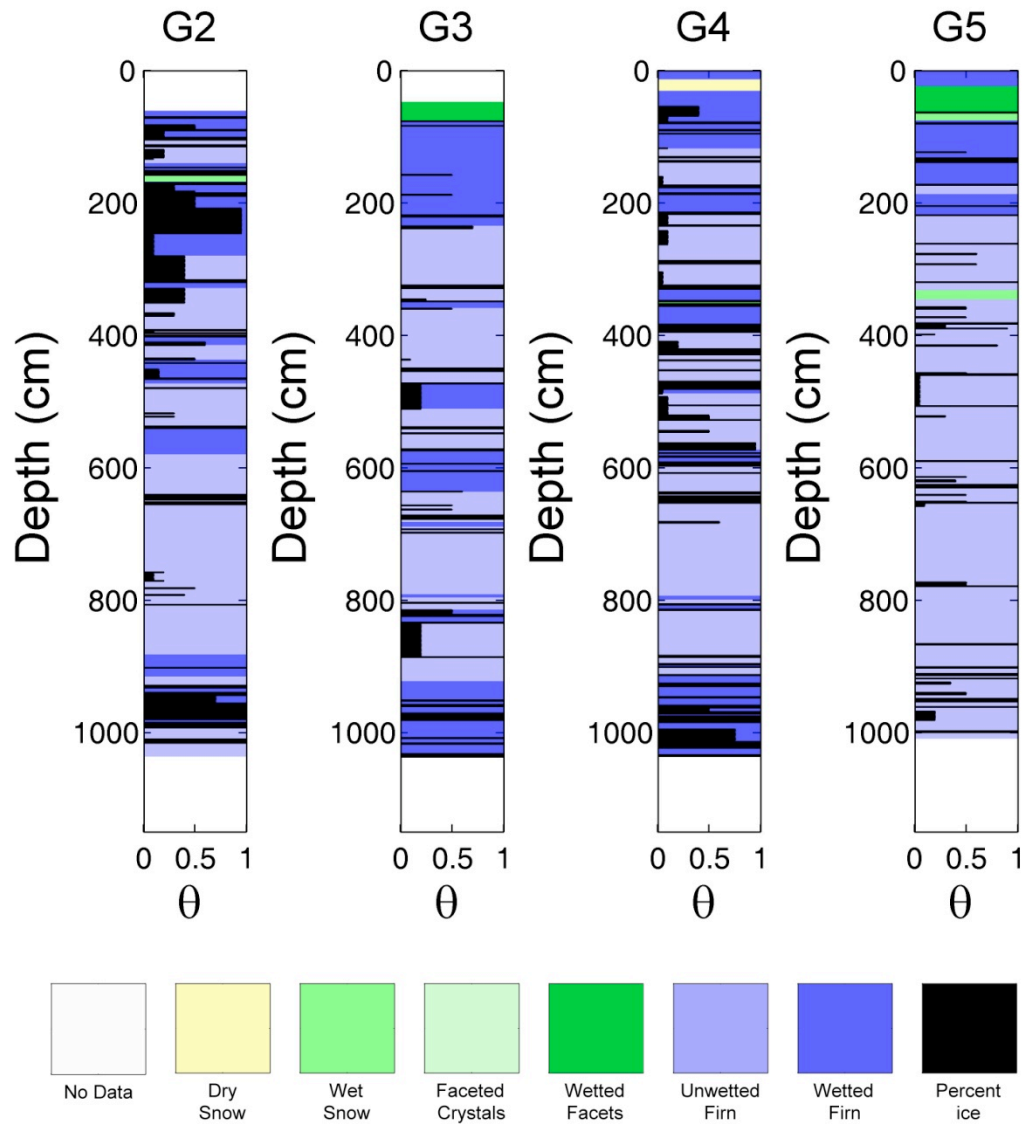 G2 G3 G4 G5
0 0 0 0
200 200 200 200
400 400 400 400
600 600 600 600
800 800 800 800
1000 1000 1000 1000
Depth (cm) Depth (cm) Depth (cm) Depth (cm)
0 0.5 1 0 0.5 1 0 0.5 1 0 0.5 1
θ θ θ θ
No Data
Dry
Snow
Wet
Snow
Faceted
Crystals
Wetted
Facets
Unwetted
Firn
Wetted
Firn
Percent
ice